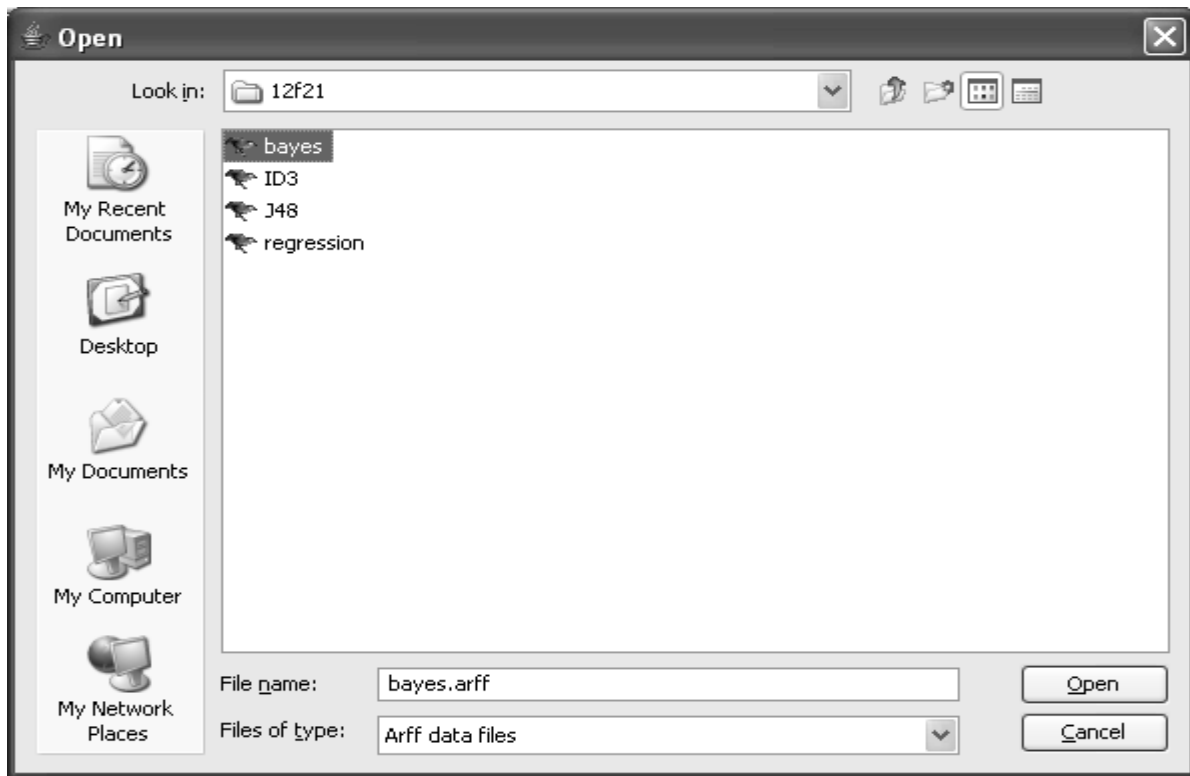 Open
Look in:
12f21
bayes
ID3
J48
regression
My Recent
Documents
Desktop
My Documents
My Computer
My Network
Places
File name:
bayes.arff
Open
Files of type:
Arff data files
Cancel